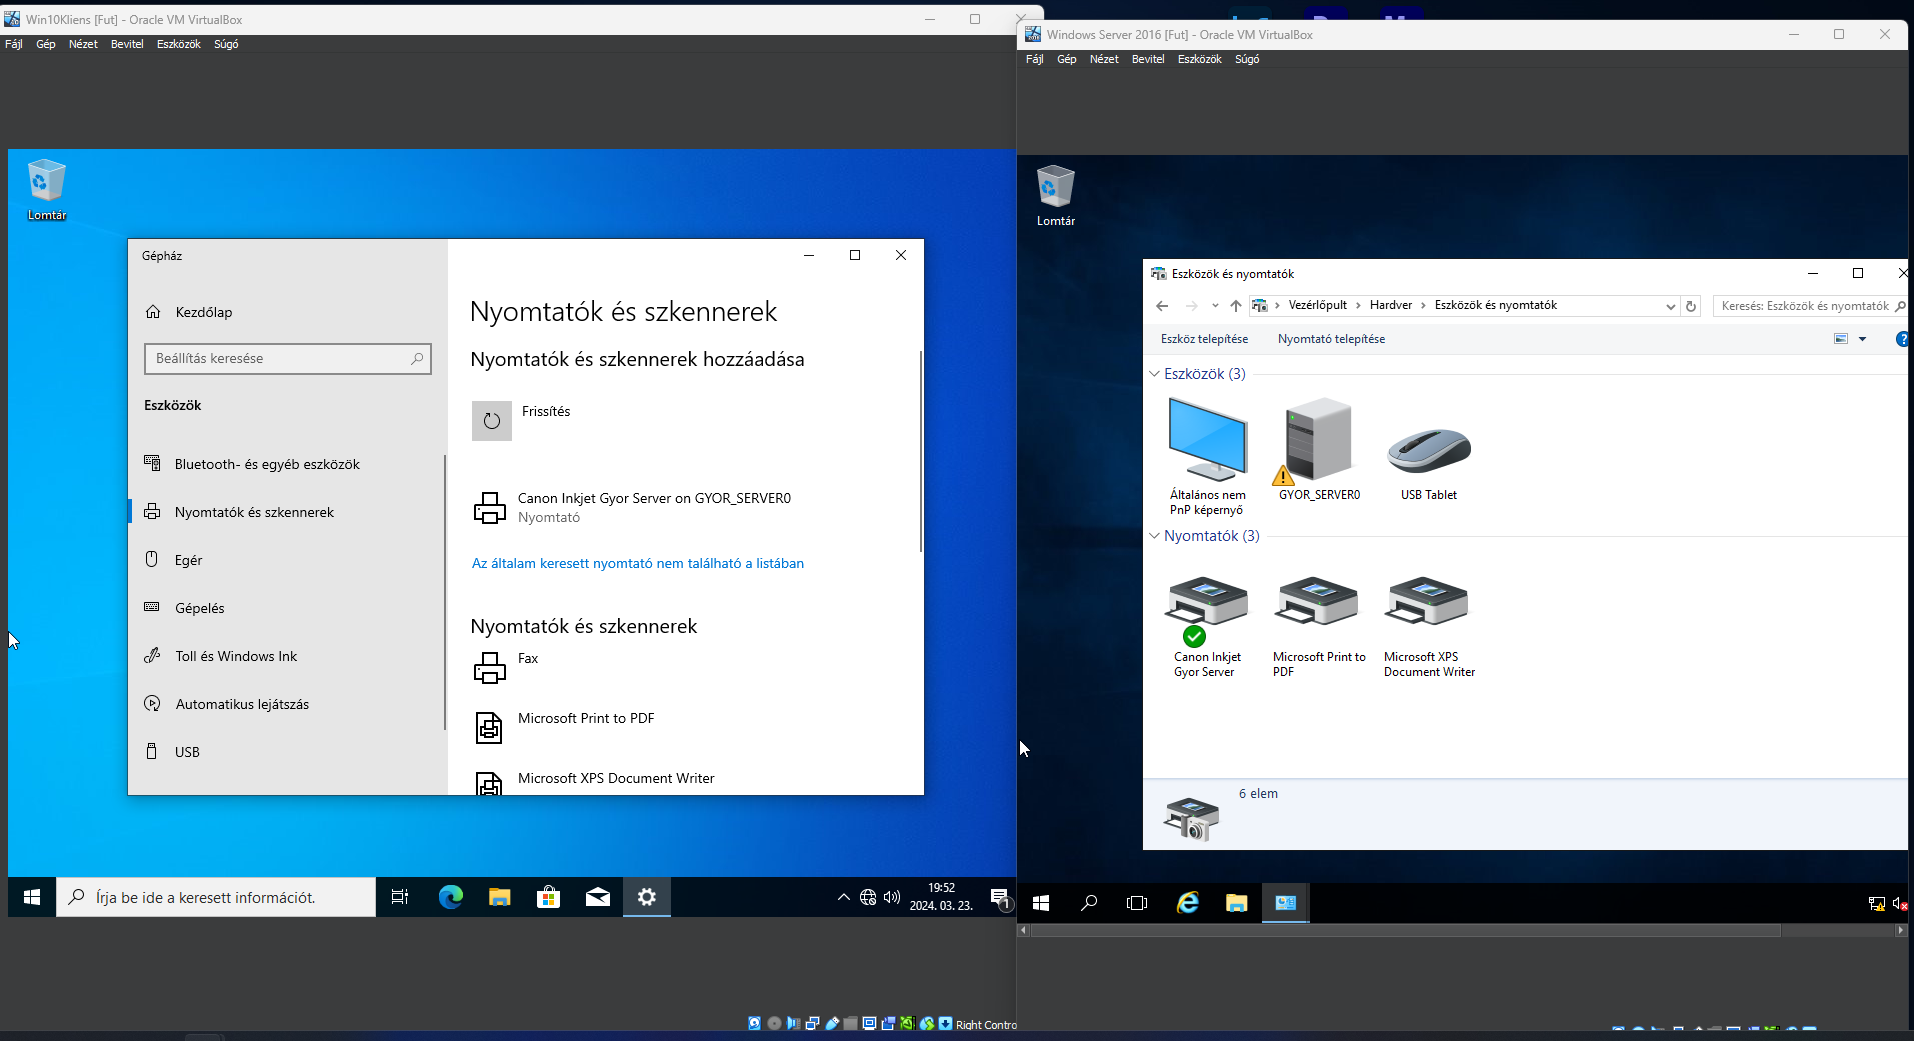 Win10Kliens [Fut] - Oracle VM VirtualBox
Fájl Gép Nézet Bevitel Eszközök Súgó
Lomtár
Gépház
Kezdőlap
Beállítás keresése
Eszközök
Bluetooth- és egyéb eszközök
Nyomtatók és szkennerek
Egér
Gépelés
Toll és Windows Ink
Automatikus lejátszás
USB
Nyomtatók és szkennerek
Nyomtatók és szkennerek hozzáadása
Frissítés
Canon Inkjet Gyor Server on GYOR_SERVER0
Nyomtató
Az általam keresett nyomtató nem található a listában
Nyomtatók és szkennerek
Fax
Microsoft Print to PDF
Microsoft XPS Document Writer
Írja be ide a keresett információt.
19:52
2024. 03. 23.
1
Right Contro
Windows Server 2016 [Fut] - Oracle VM VirtualBox
Fájl Gép Nézet Bevitel Eszközök Súgó
Lomtár
Eszközök és nyomtatók
Vezérlőpult › Hardver › Eszközök és nyomtatók
Keresés: Eszközök és nyomtatók
Eszköz telepítése Nyomtató telepítése
Eszközök (3)
Általános nem
PnP képernyő
GYOR_SERVER0
USB Tablet
Nyomtatók (3)
Canon Inkjet
Gyor Server
Microsoft Print to
PDF
Microsoft XPS
Document Writer
6 elem